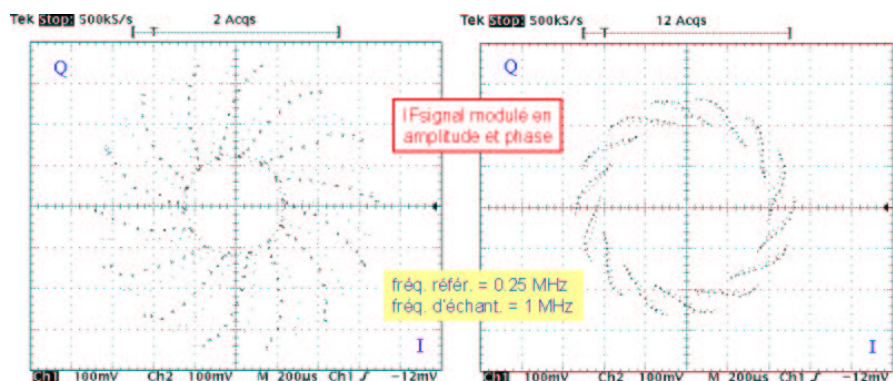 Tek Stop: 500kS/s 2 Acqs
[ T ]
Q
I
Ch1 100mV Ch2 100mV M 200µs Ch1 ∫ -12mV
IFsignal modulé en
amplitude et phase
fréq. référ. = 0.25 MHz
fréq. d'échant. = 1 MHz
Tek Stop: 500kS/s 12 Acqs
[ T ]
Q
I
Ch1 100mV Ch2 100mV M 200µs Ch1 ∫ -12mV